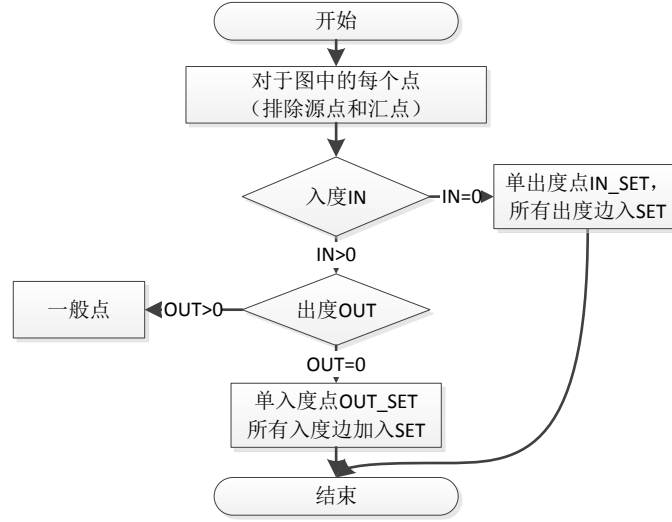 开始
对于图中的每个点
（排除源点和汇点）
入度IN
IN=0
单出度点IN_SET，
所有出度边入SET
IN>0
一般点
OUT>0
出度OUT
OUT=0
单入度点OUT_SET
所有入度边加入SET
结束